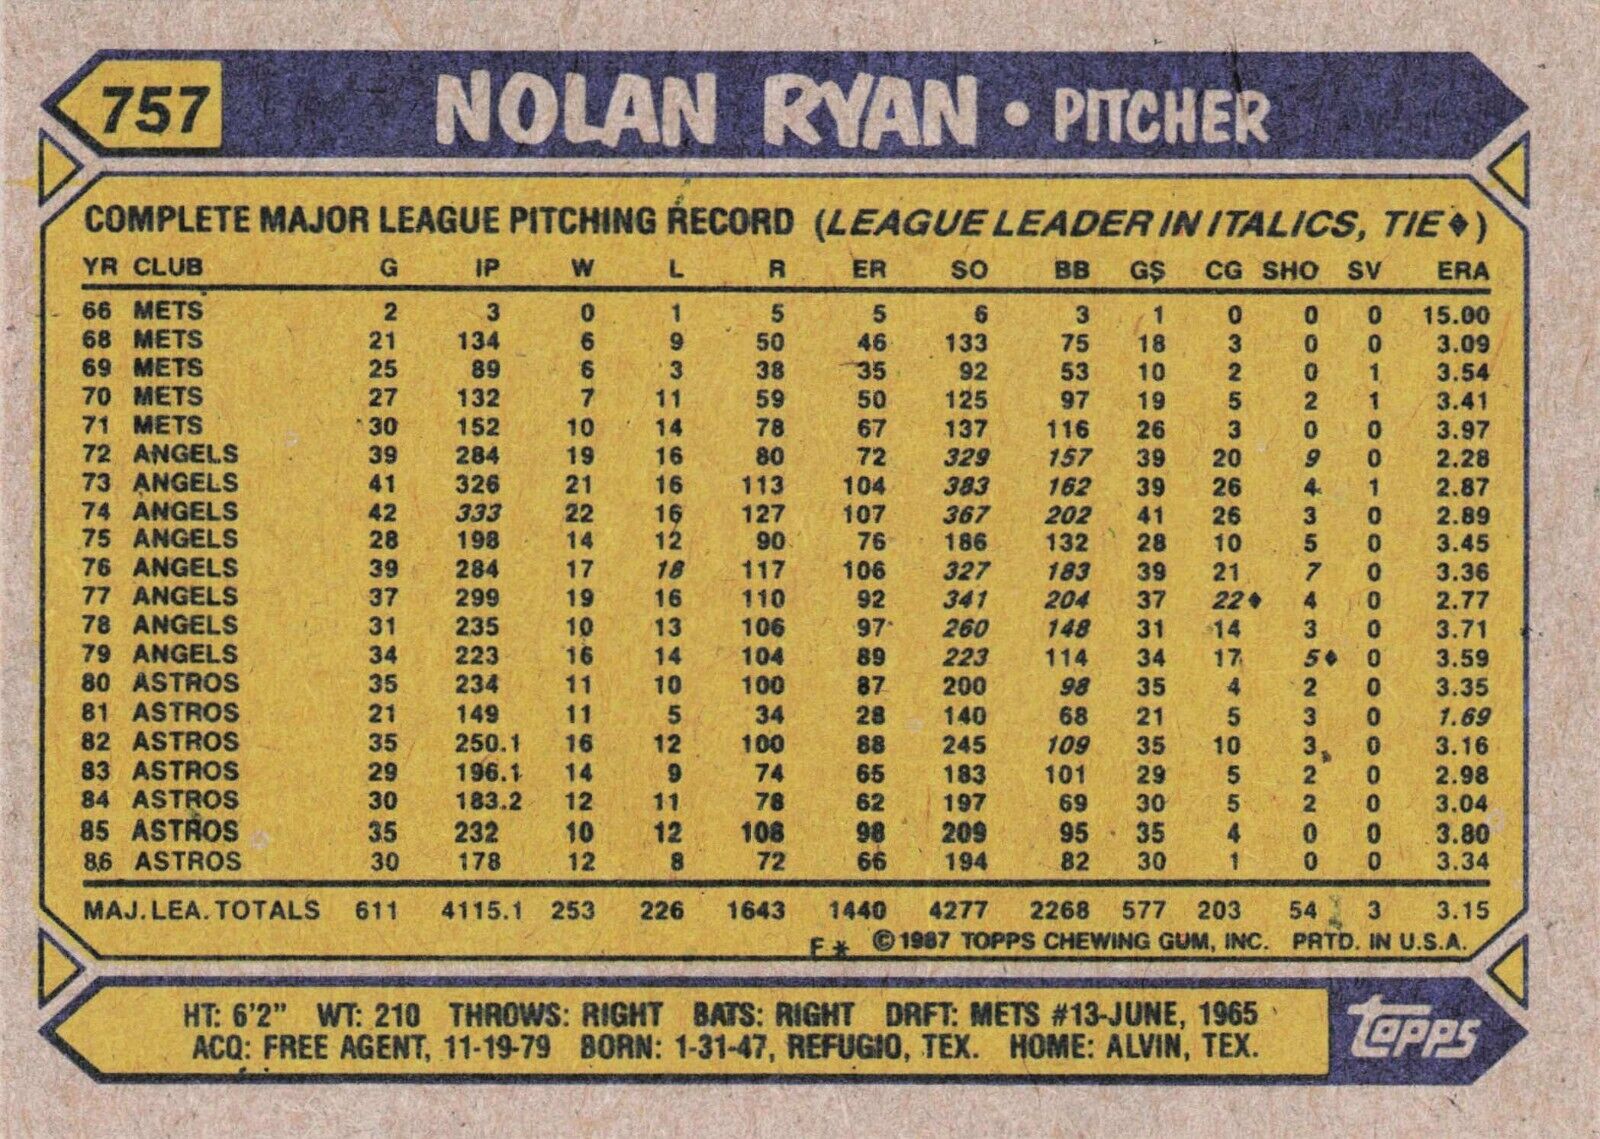 757
NOLAN RYAN • PITCHER
COMPLETE MAJOR LEAGUE PITCHING RECORD (LEAGUE LEADER IN ITALICS, TIE♦)
YR CLUB G IP W L R ER SO BB GS CG SHO SV ERA
66 METS 2 3 0 1 5 5 6 3 1 0 0 0 15.00
68 METS 21 134 6 9 50 46 133 75 18 3 0 0 3.09
69 METS 25 89 6 3 38 35 92 53 10 2 0 1 3.54
70 METS 27 132 7 11 59 50 125 97 19 5 2 1 3.41
71 METS 30 152 10 14 78 67 137 116 26 3 0 0 3.97
72 ANGELS 39 284 19 16 80 72 329 157 39 20 9 0 2.28
73 ANGELS 41 326 21 16 113 104 383 162 39 26 4 1 2.87
74 ANGELS 42 333 22 16 127 107 367 202 41 26 3 0 2.89
75 ANGELS 28 198 14 12 90 76 186 132 28 10 5 0 3.45
76 ANGELS 39 284 17 18 117 106 327 183 39 21 7 0 3.36
77 ANGELS 37 299 19 16 110 92 341 204 37 22♦ 4 0 2.77
78 ANGELS 31 235 10 13 106 97 260 148 31 14 3 0 3.71
79 ANGELS 34 223 16 14 104 89 223 114 34 17 5♦ 0 3.59
80 ASTROS 35 234 11 10 100 87 200 98 35 4 2 0 3.35
81 ASTROS 21 149 11 5 34 28 140 68 21 5 3 0 1.69
82 ASTROS 35 250.1 16 12 100 88 245 109 35 10 3 0 3.16
83 ASTROS 29 196.1 14 9 74 65 183 101 29 5 2 0 2.98
84 ASTROS 30 183.2 12 11 78 62 197 69 30 5 2 0 3.04
85 ASTROS 35 232 10 12 108 98 209 95 35 4 0 0 3.80
86 ASTROS 30 178 12 8 72 66 194 82 30 1 0 0 3.34
MAJ. LEA. TOTALS 611 4115.1 253 226 1643 1440 4277 2268 577 203 54 3 3.15
F* ©1987 TOPPS CHEWING GUM, INC. PRTD. IN U.S.A.
HT: 6'2" WT: 210 THROWS: RIGHT BATS: RIGHT DRFT: METS #13-JUNE, 1965
ACQ: FREE AGENT, 11-19-79 BORN: 1-31-47, REFUGIO, TEX. HOME: ALVIN, TEX.
topps